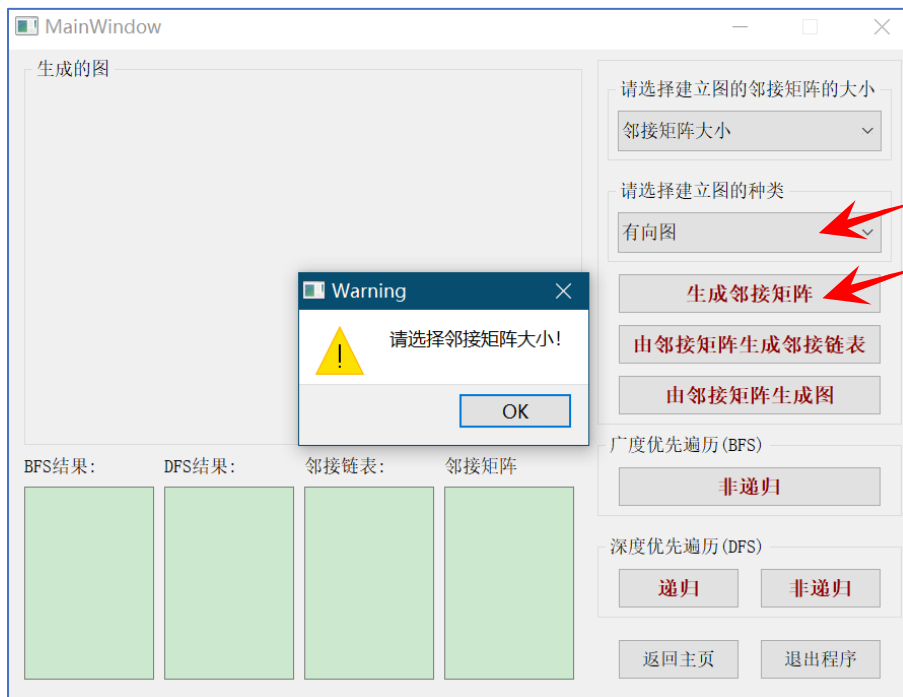 MainWindow
生成的图
请选择建立图的邻接矩阵的大小
邻接矩阵大小
请选择建立图的种类
有向图
Warning
请选择邻接矩阵大小!
OK
生成邻接矩阵
由邻接矩阵生成邻接链表
由邻接矩阵生成图
BFS结果:
DFS结果:
邻接链表:
邻接矩阵
广度优先遍历(BFS)
非递归
深度优先遍历(DFS)
递归
非递归
返回主页
退出程序